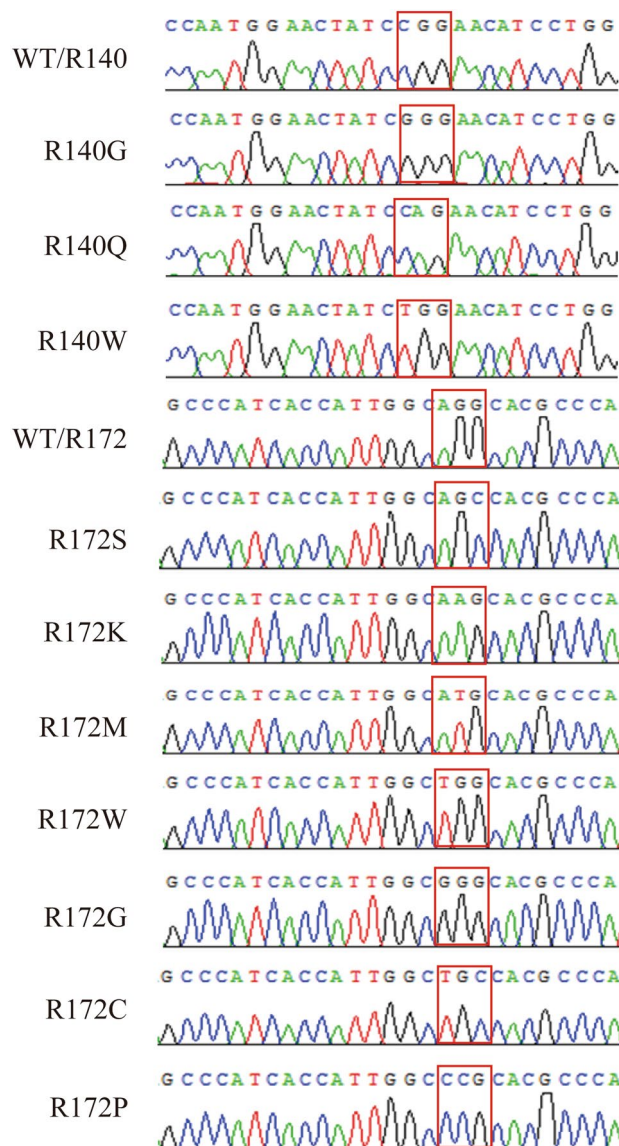 WT/R140 CCAATGGAACTATCCGGAACATCCTGG
R140G CCAATGGAACTATCGGGAACATCCTGG
R140Q CCAATGGAACTATCCAGAACATCCTGG
R140W CCAATGGAACTATCTGGAACATCCTGG
WT/R172 GCCCATCACCATTGGCAGGCACGCCCA
R172S GCCCATCACCATTGGCAGCCACGCCCA
R172K GCCCATCACCATTGGCAAGCACGCCCA
R172M GCCCATCACCATTGGCATGCACGCCCA
R172W GCCCATCACCATTGGCTGGCACGCCCA
R172G GCCCATCACCATTGGCGGGCACGCCCA
R172C GCCCATCACCATTGGCTGCCACGCCCA
R172P GCCCATCACCATTGGCCCGCACGCCCA